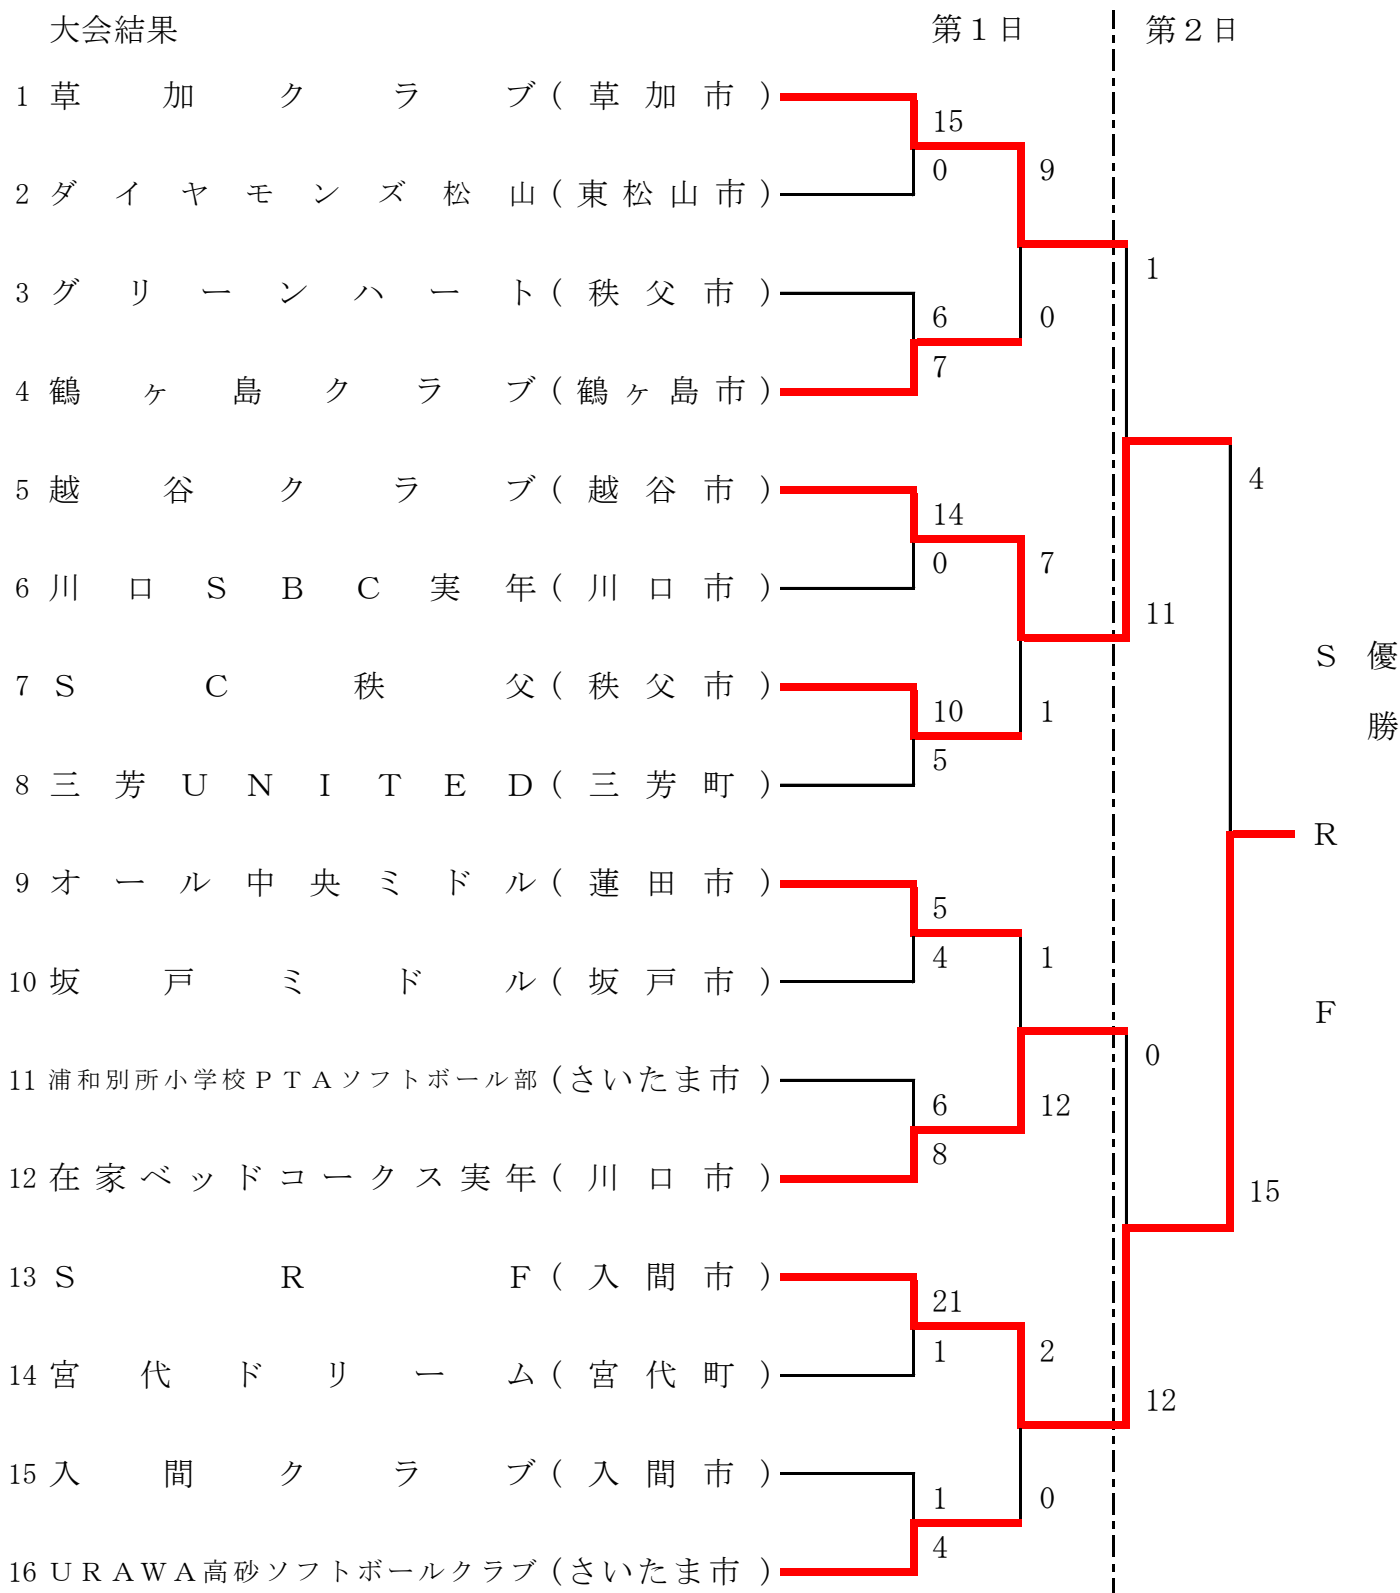 大会結果 第１日 第２日
1 草加クラブ(草加市)
15
0 9
2 ダイヤモンズ松山(東松山市)
1
3 グリーンハート(秩父市)
6 0
7
4 鶴ヶ島クラブ(鶴ヶ島市)
4
5 越谷クラブ(越谷市)
14
0 7
6 川口ＳＢＣ実年(川口市)
11
7 ＳＣ秩父(秩父市)
10 1
5
8 三芳ＵＮＩＴＥＤ(三芳町)
優勝
ＳＲＦ
9 オール中央ミドル(蓮田市)
5
4 1
10 坂戸ミドル(坂戸市)
0
11 浦和別所小学校ＰＴＡソフトボール部(さいたま市)
6 12
8
12 在家ベッドコークス実年(川口市)
15
13 ＳＲＦ(入間市)
21
1 2
14 宮代ドリーム(宮代町)
12
15 入間クラブ(入間市)
1 0
4
16 ＵＲＡＷＡ高砂ソフトボールクラブ(さいたま市)